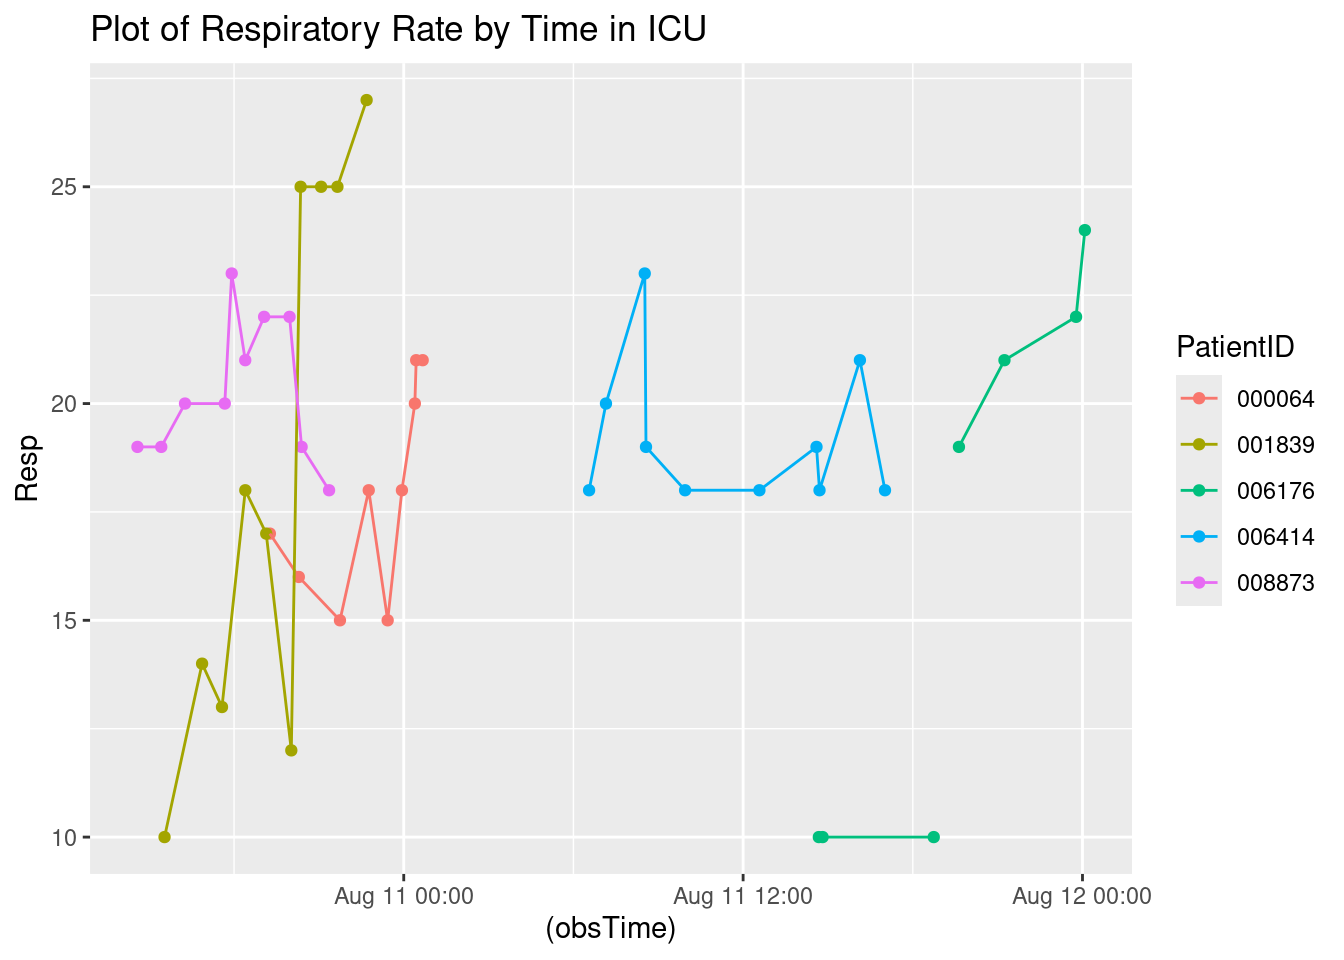 Plot of Respiratory Rate by Time in ICU
25
20
15
10
Resp
Aug 11 00:00
Aug 11 12:00
Aug 12 00:00
(obsTime)
PatientID
000064
001839
006176
006414
008873